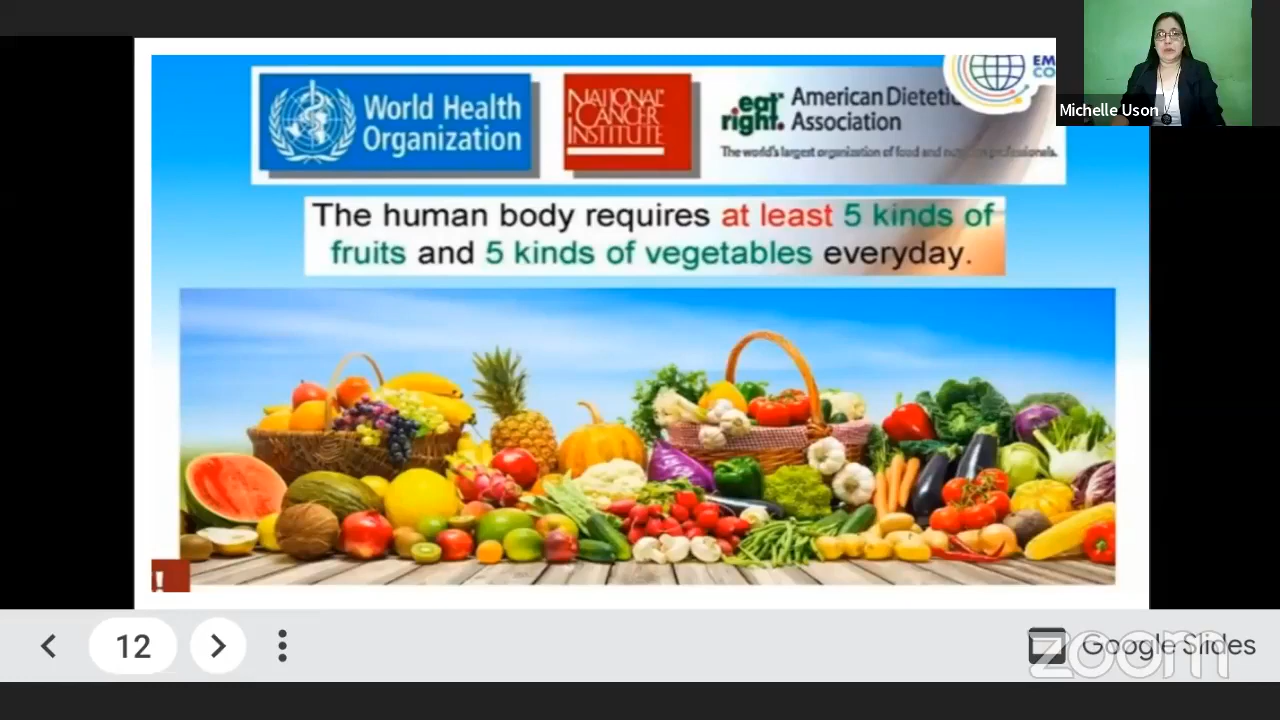 World Health
Organization
NATIONAL
CANCER
INSTITUTE
eat
right.
American Dietetic
Association
The world's largest organization of food and nutrition professionals.
EM
CO
Michelle Uson
The human body requires at least 5 kinds of
fruits and 5 kinds of vegetables everyday.
!
12
Google Slides
zoom